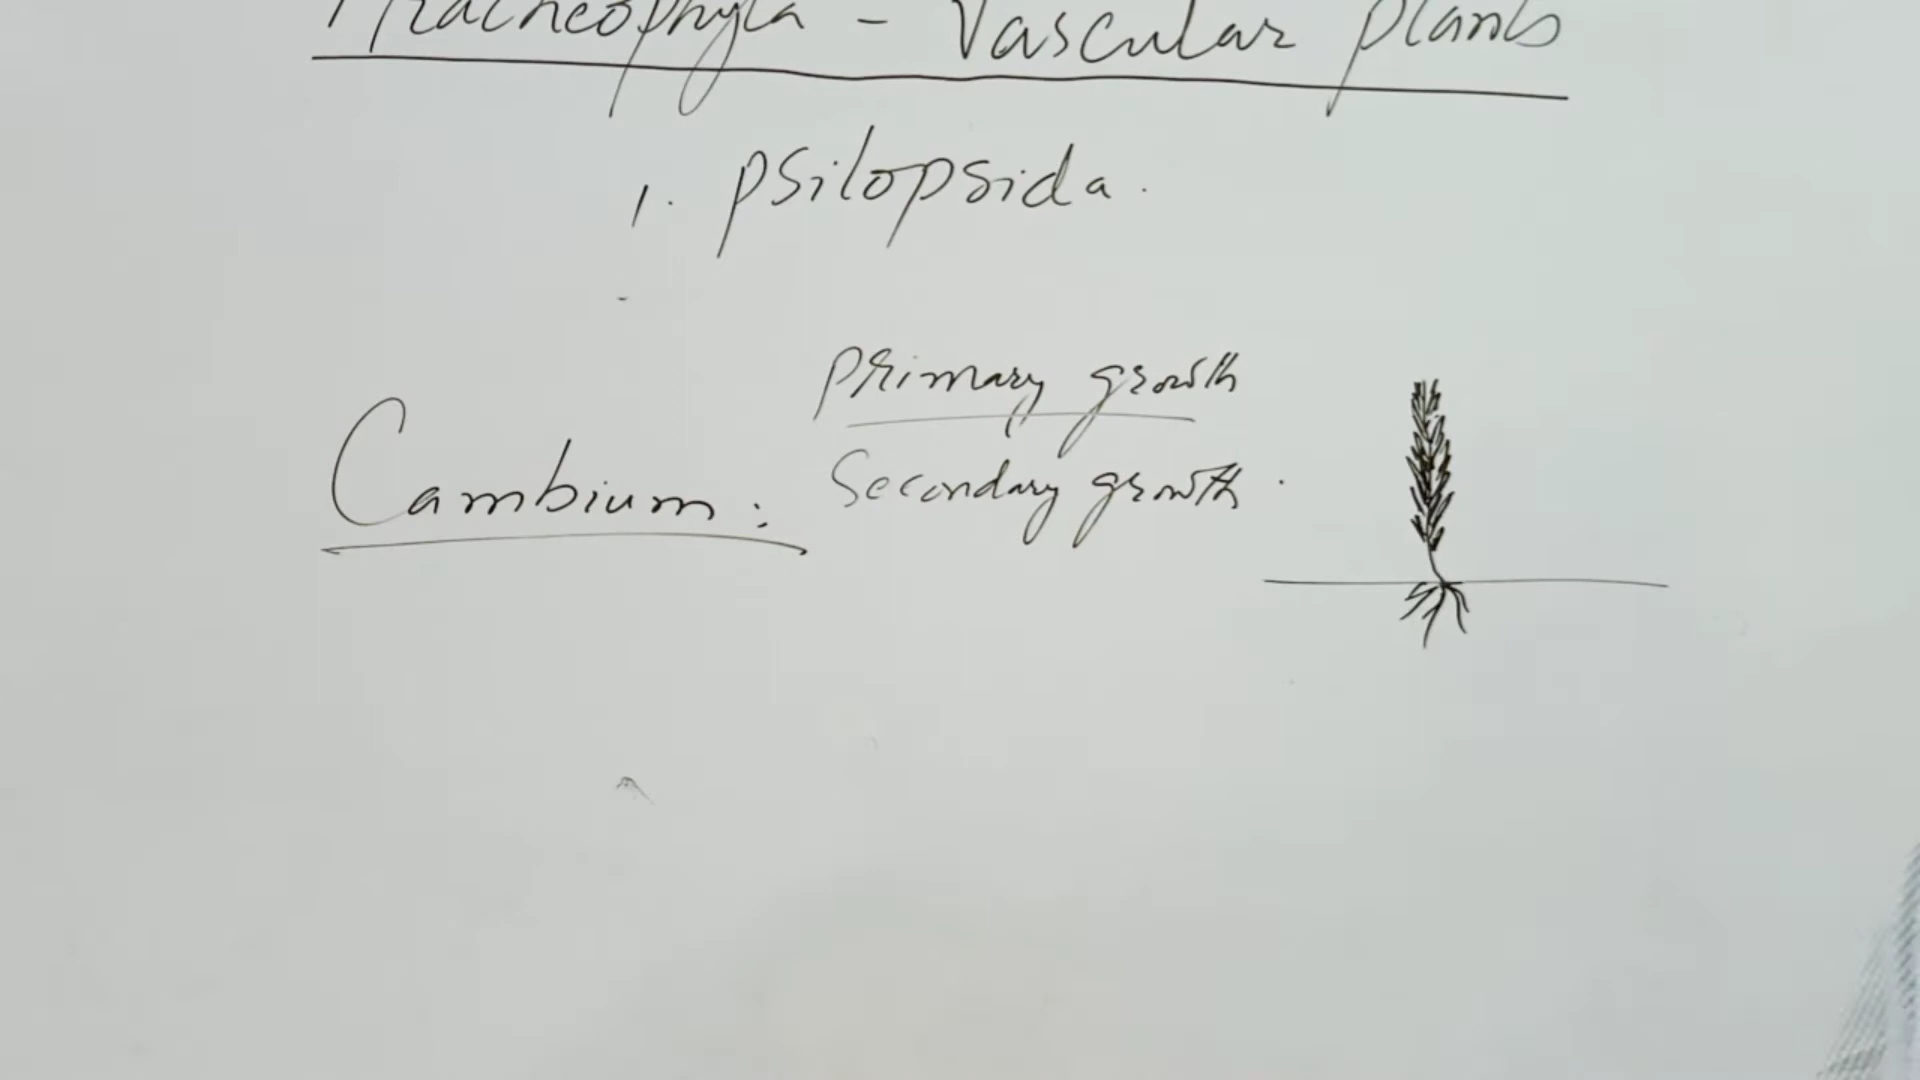 Tracheophyta - Vascular plants
1. psilopsida.
primary growth
Cambium: Secondary growth.